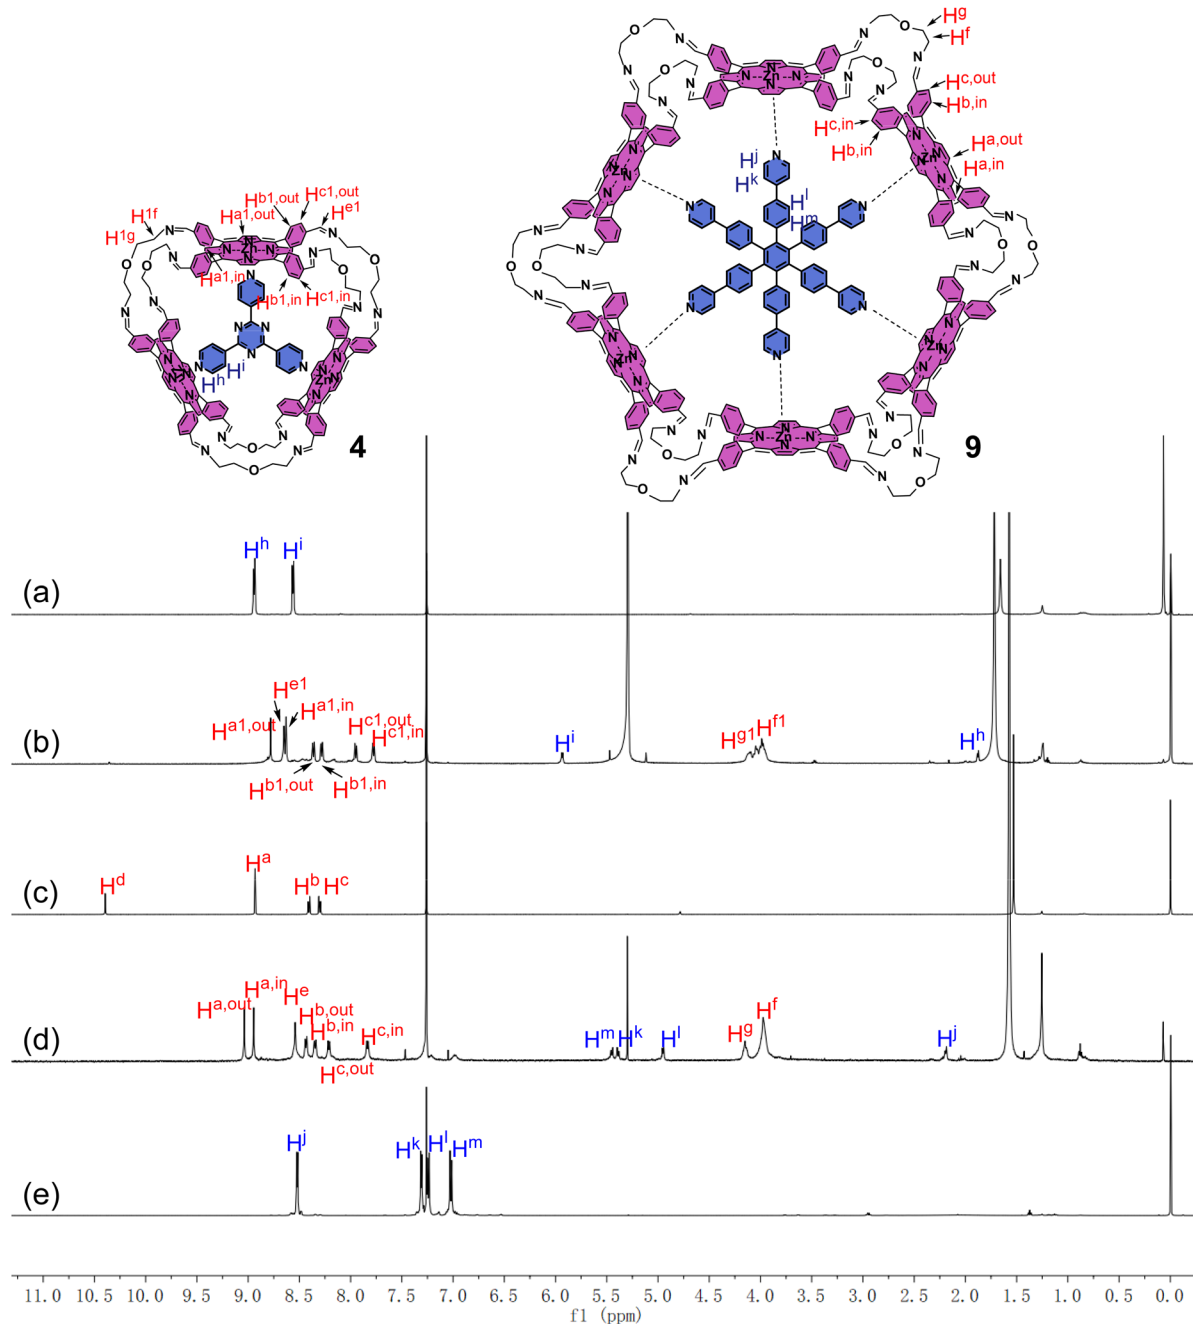 H^g
H^f
H^c,out
H^b,in
H^c,in
H^b,in
H^a,out
H^a,in
H^j
H^k
H^l
H^m
9
H^b1,out
H^c1,out
H^1f
H^a1,out
H^e1
H^1g
H^a1,in
H^b1,in
H^c1,in
H^h
H^i
4
(a)
H^h
H^i
(b)
H^e1
H^a1,out
H^a1,in
H^c1,out
H^c1,in
H^b1,out
H^b1,in
H^i
H^g1
H^f1
H^h
(c)
H^d
H^a
H^b
H^c
(d)
H^a,out
H^a,in
H^e
H^b,out
H^b,in
H^c,out
H^c,in
H^m
H^k
H^l
H^g
H^f
H^j
(e)
H^j
H^k
H^l
H^m
11.0 10.5 10.0 9.5 9.0 8.5 8.0 7.5 7.0 6.5 6.0 5.5 5.0 4.5 4.0 3.5 3.0 2.5 2.0 1.5 1.0 0.5 0.0
f1 (ppm)